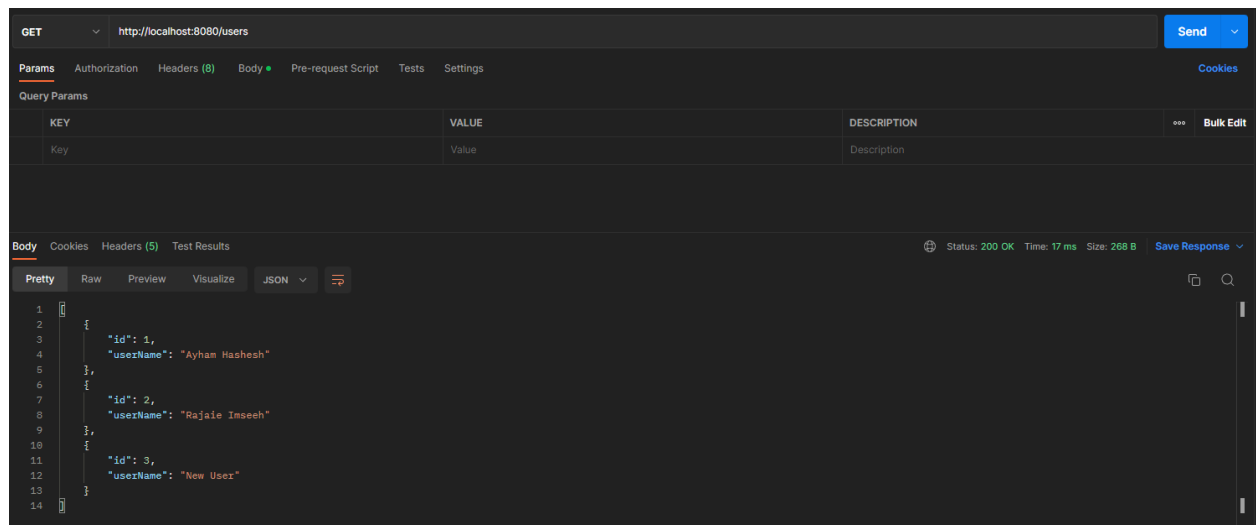 GET http://localhost:8080/users Send
Params Authorization Headers (8) Body Pre-request Script Tests Settings Cookies
Query Params
KEY VALUE DESCRIPTION ooo Bulk Edit
Key Value Description
Body Cookies Headers (5) Test Results Status: 200 OK Time: 17 ms Size: 268 B Save Response
Pretty Raw Preview Visualize JSON
1 [
2 {
3 "id": 1,
4 "userName": "Ayham Hashesh"
5 },
6 {
7 "id": 2,
8 "userName": "Rajaie Imseeh"
9 },
10 {
11 "id": 3,
12 "userName": "New User"
13 }
14 ]